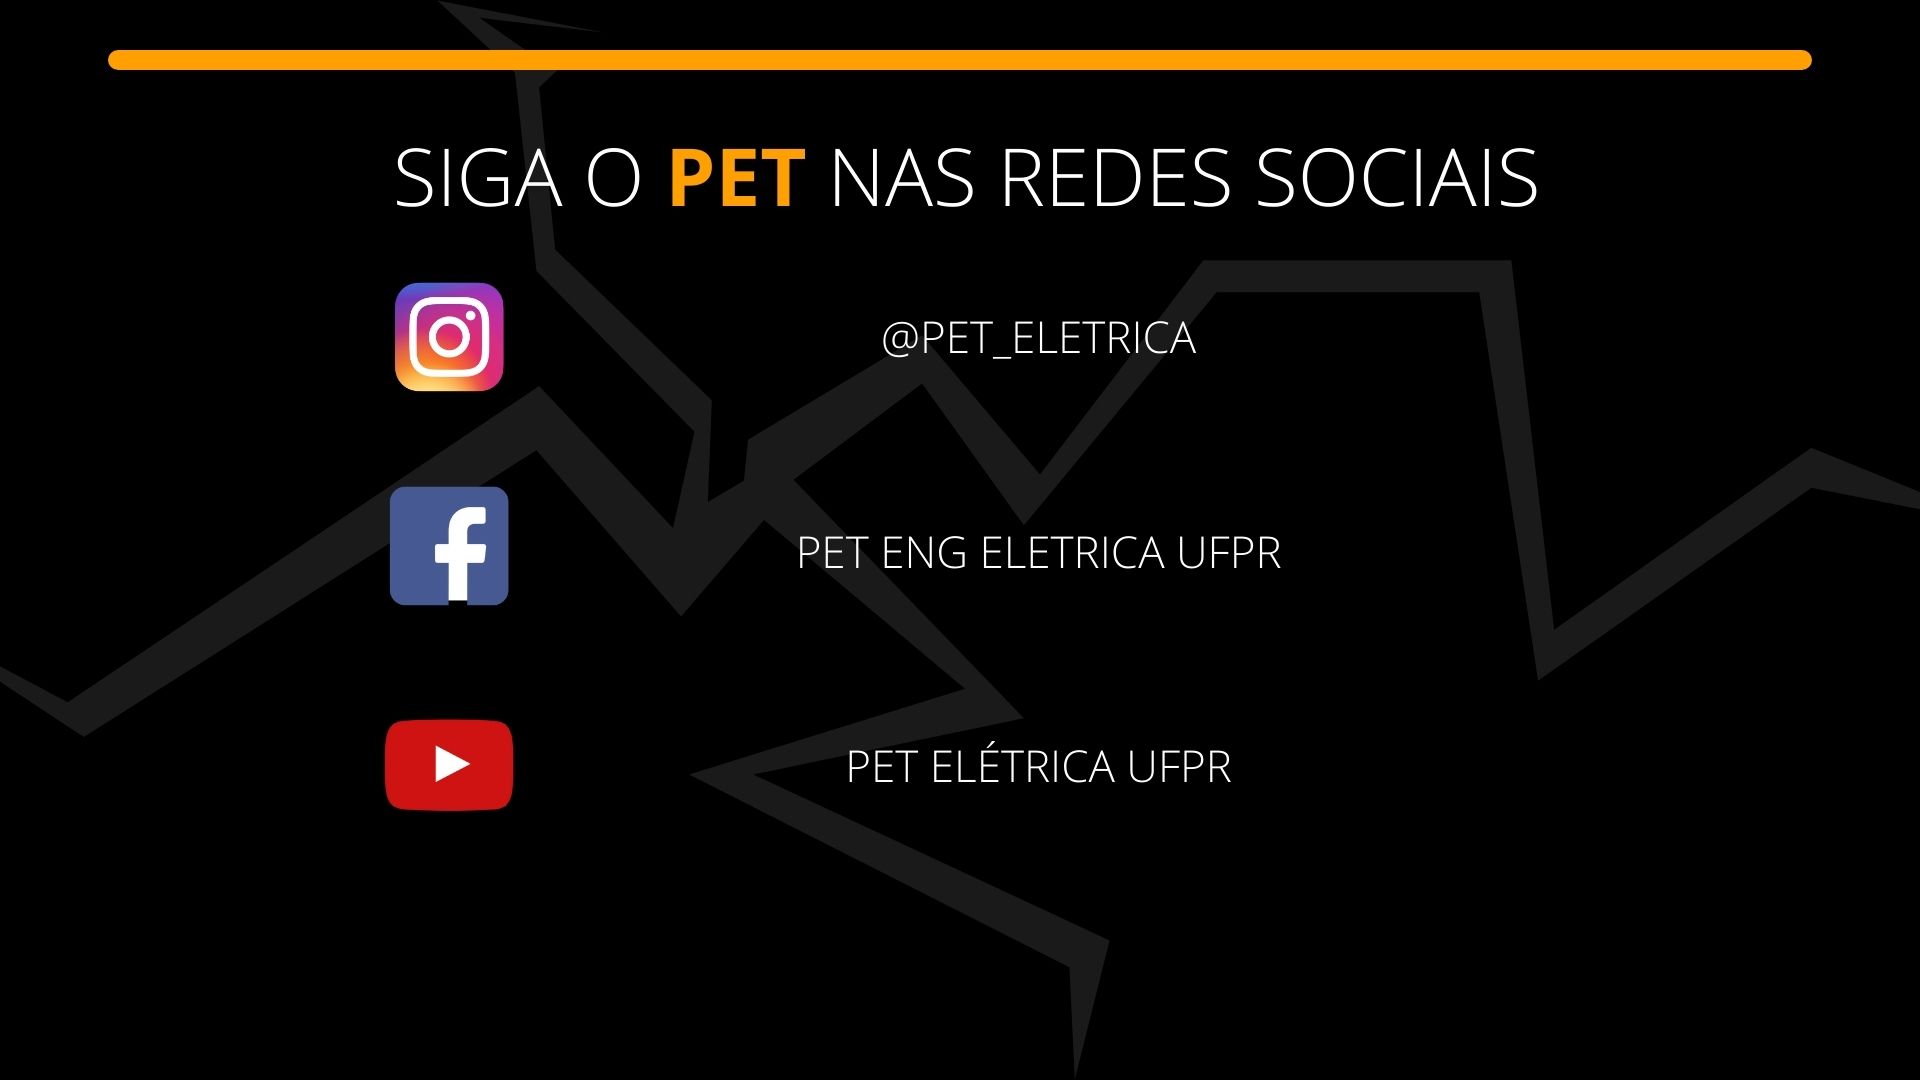 SIGA O PET NAS REDES SOCIAIS
@PET_ELETRICA
PET ENG ELETRICA UFPR
PET ELÉTRICA UFPR